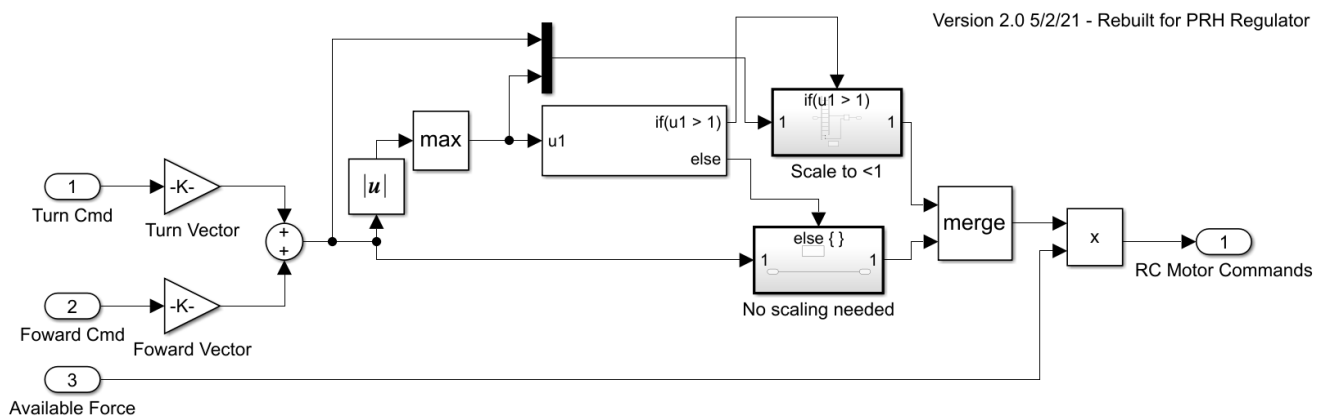 Version 2.0 5/2/21 - Rebuilt for PRH Regulator
if(u1 > 1)
1
1
Scale to <1
u1
if(u1 > 1)
else
max
|u|
1
Turn Cmd
-K-
Turn Vector
+
+
else { }
1
1
No scaling needed
merge
x
1
RC Motor Commands
2
Foward Cmd
-K-
Foward Vector
3
Available Force